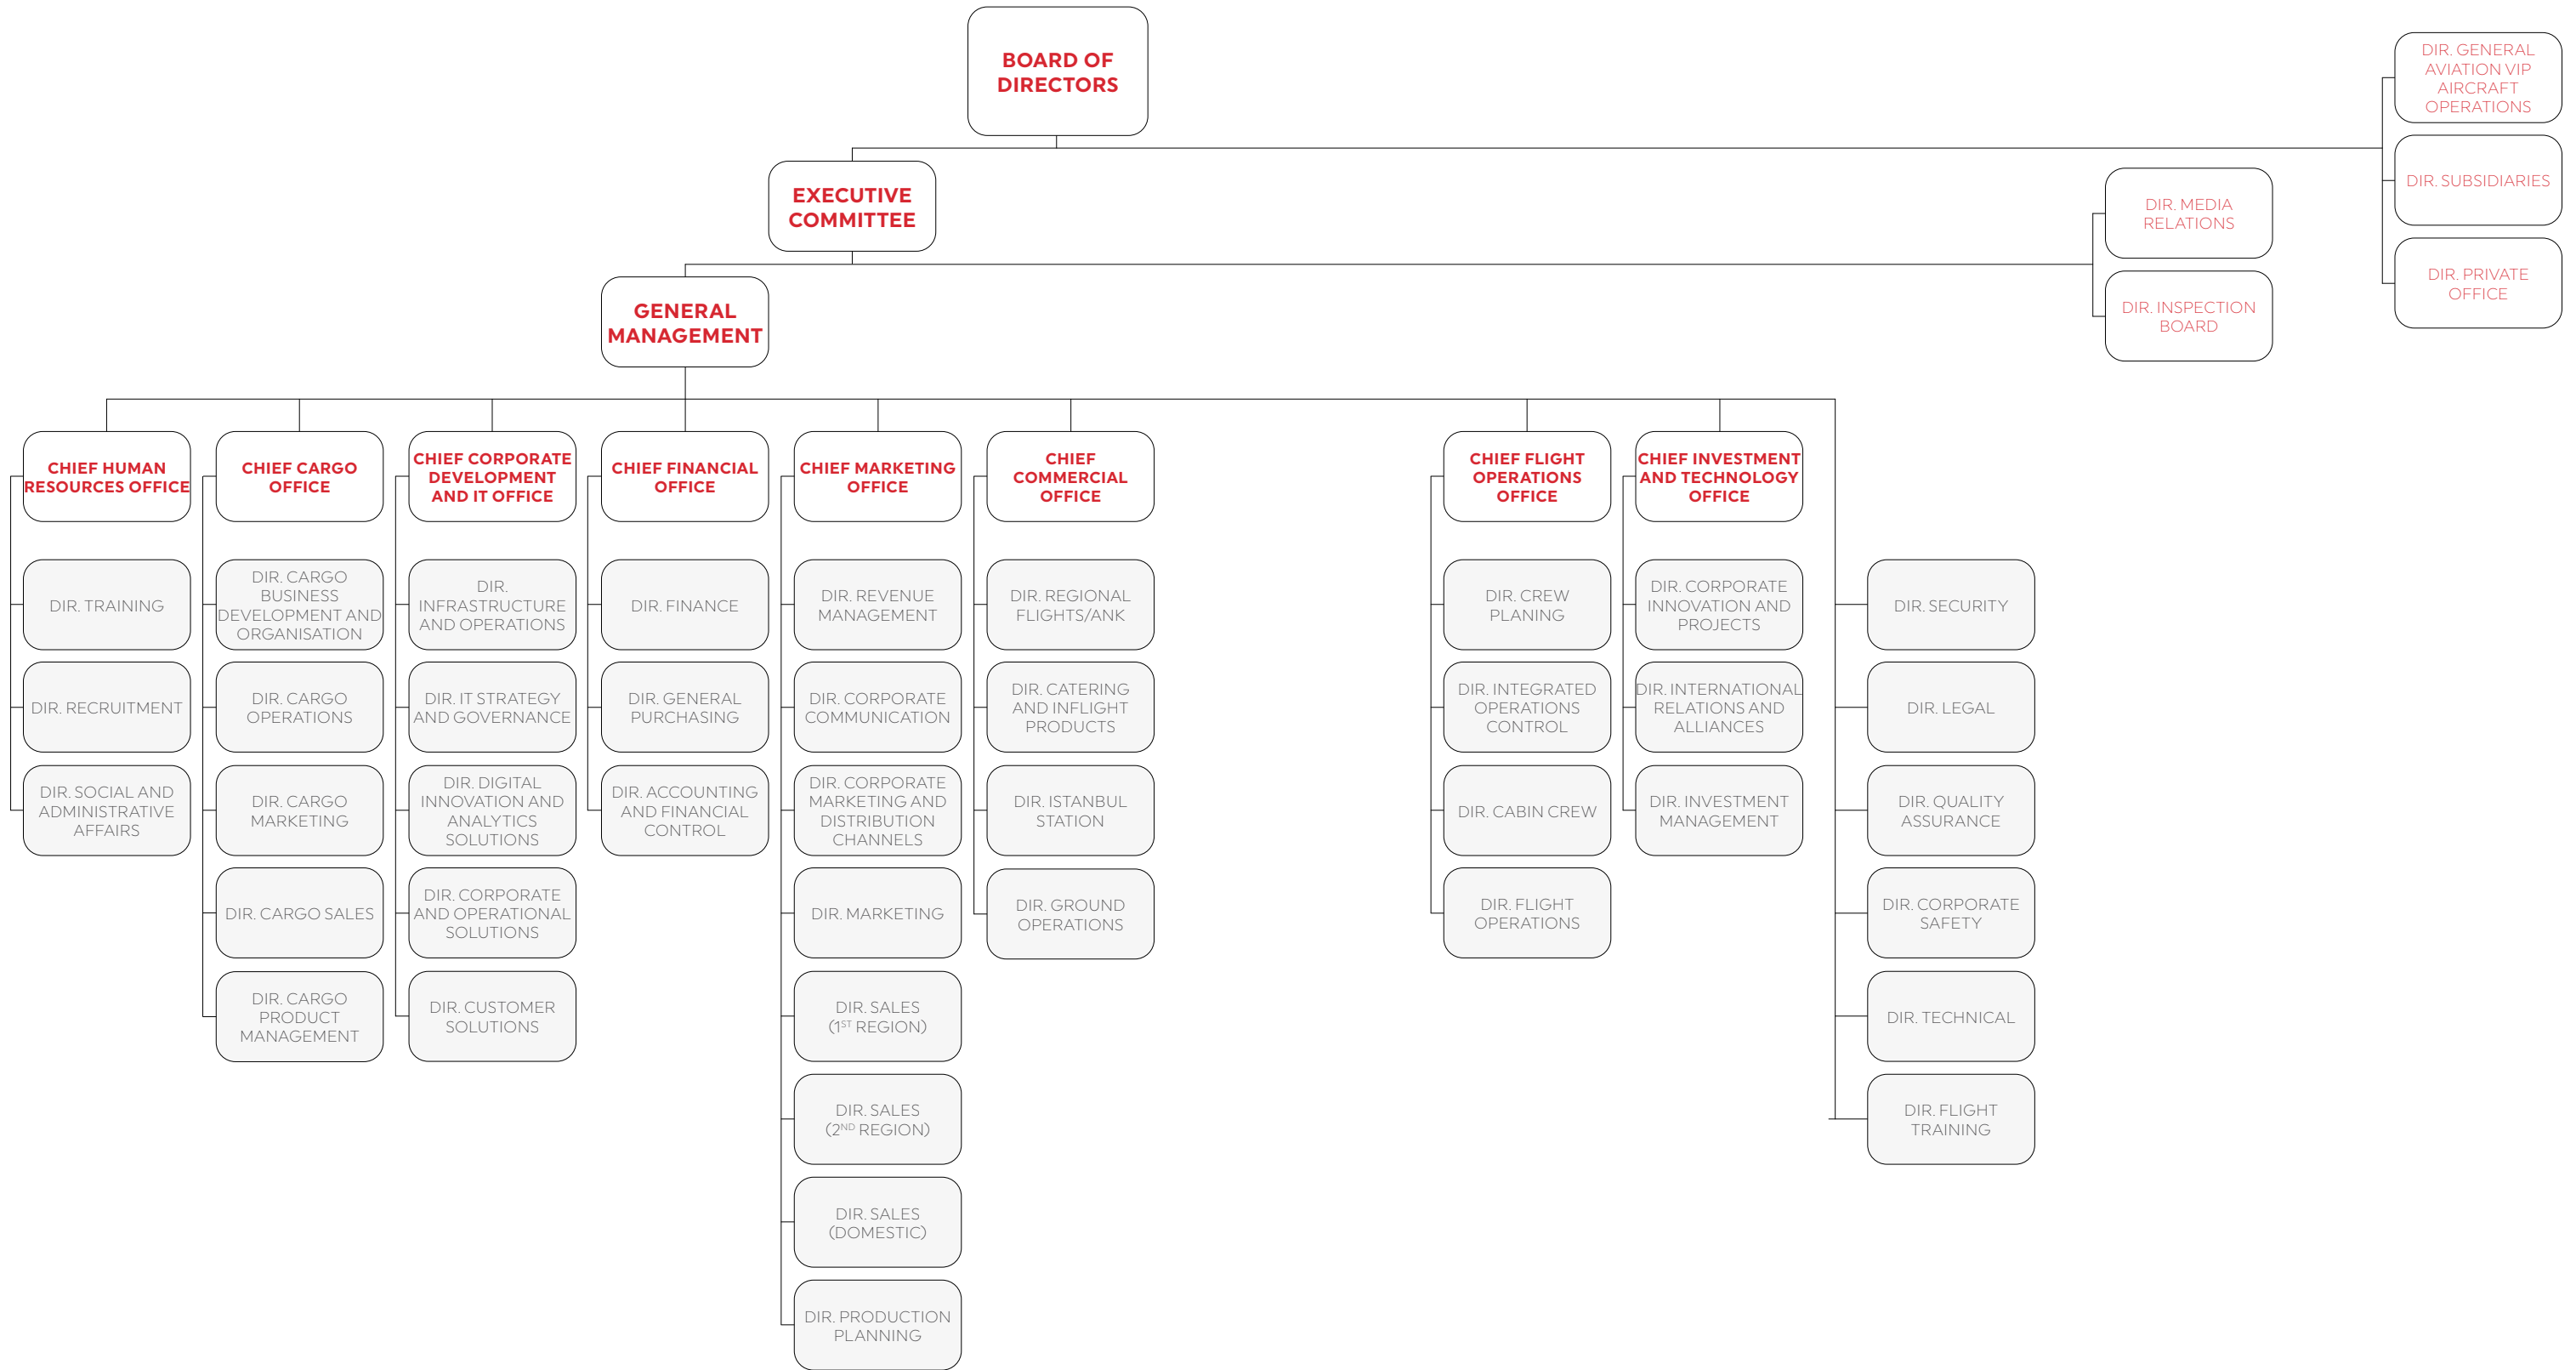 BOARD OF
DIRECTORS
DIR. GENERAL
AVIATION VIP
AIRCRAFT
OPERATIONS
DIR. SUBSIDIARIES
DIR. PRIVATE
OFFICE
EXECUTIVE
COMMITTEE
DIR. MEDIA
RELATIONS
DIR. INSPECTION
BOARD
GENERAL
MANAGEMENT
CHIEF HUMAN
RESOURCES OFFICE
DIR. TRAINING
DIR. RECRUITMENT
DIR. SOCIAL AND
ADMINISTRATIVE
AFFAIRS
CHIEF CARGO
OFFICE
DIR. CARGO
BUSINESS
DEVELOPMENT AND
ORGANISATION
DIR. CARGO
OPERATIONS
DIR. CARGO
MARKETING
DIR. CARGO SALES
DIR. CARGO
PRODUCT
MANAGEMENT
CHIEF CORPORATE
DEVELOPMENT
AND IT OFFICE
DIR.
INFRASTRUCTURE
AND OPERATIONS
DIR. IT STRATEGY
AND GOVERNANCE
DIR. DIGITAL
INNOVATION AND
ANALYTICS
SOLUTIONS
DIR. CORPORATE
AND OPERATIONAL
SOLUTIONS
DIR. CUSTOMER
SOLUTIONS
CHIEF FINANCIAL
OFFICE
DIR. FINANCE
DIR. GENERAL
PURCHASING
DIR. ACCOUNTING
AND FINANCIAL
CONTROL
CHIEF MARKETING
OFFICE
DIR. REVENUE
MANAGEMENT
DIR. CORPORATE
COMMUNICATION
DIR. CORPORATE
MARKETING AND
DISTRIBUTION
CHANNELS
DIR. MARKETING
DIR. SALES
(1ST REGION)
DIR. SALES
(2ND REGION)
DIR. SALES
(DOMESTIC)
DIR. PRODUCTION
PLANNING
CHIEF
COMMERCIAL
OFFICE
DIR. REGIONAL
FLIGHTS/ANK
DIR. CATERING
AND INFLIGHT
PRODUCTS
DIR. ISTANBUL
STATION
DIR. GROUND
OPERATIONS
CHIEF FLIGHT
OPERATIONS
OFFICE
DIR. CREW
PLANING
DIR. INTEGRATED
OPERATIONS
CONTROL
DIR. CABIN CREW
DIR. FLIGHT
OPERATIONS
CHIEF INVESTMENT
AND TECHNOLOGY
OFFICE
DIR. CORPORATE
INNOVATION AND
PROJECTS
DIR. INTERNATIONAL
RELATIONS AND
ALLIANCES
DIR. INVESTMENT
MANAGEMENT
DIR. SECURITY
DIR. LEGAL
DIR. QUALITY
ASSURANCE
DIR. CORPORATE
SAFETY
DIR. TECHNICAL
DIR. FLIGHT
TRAINING